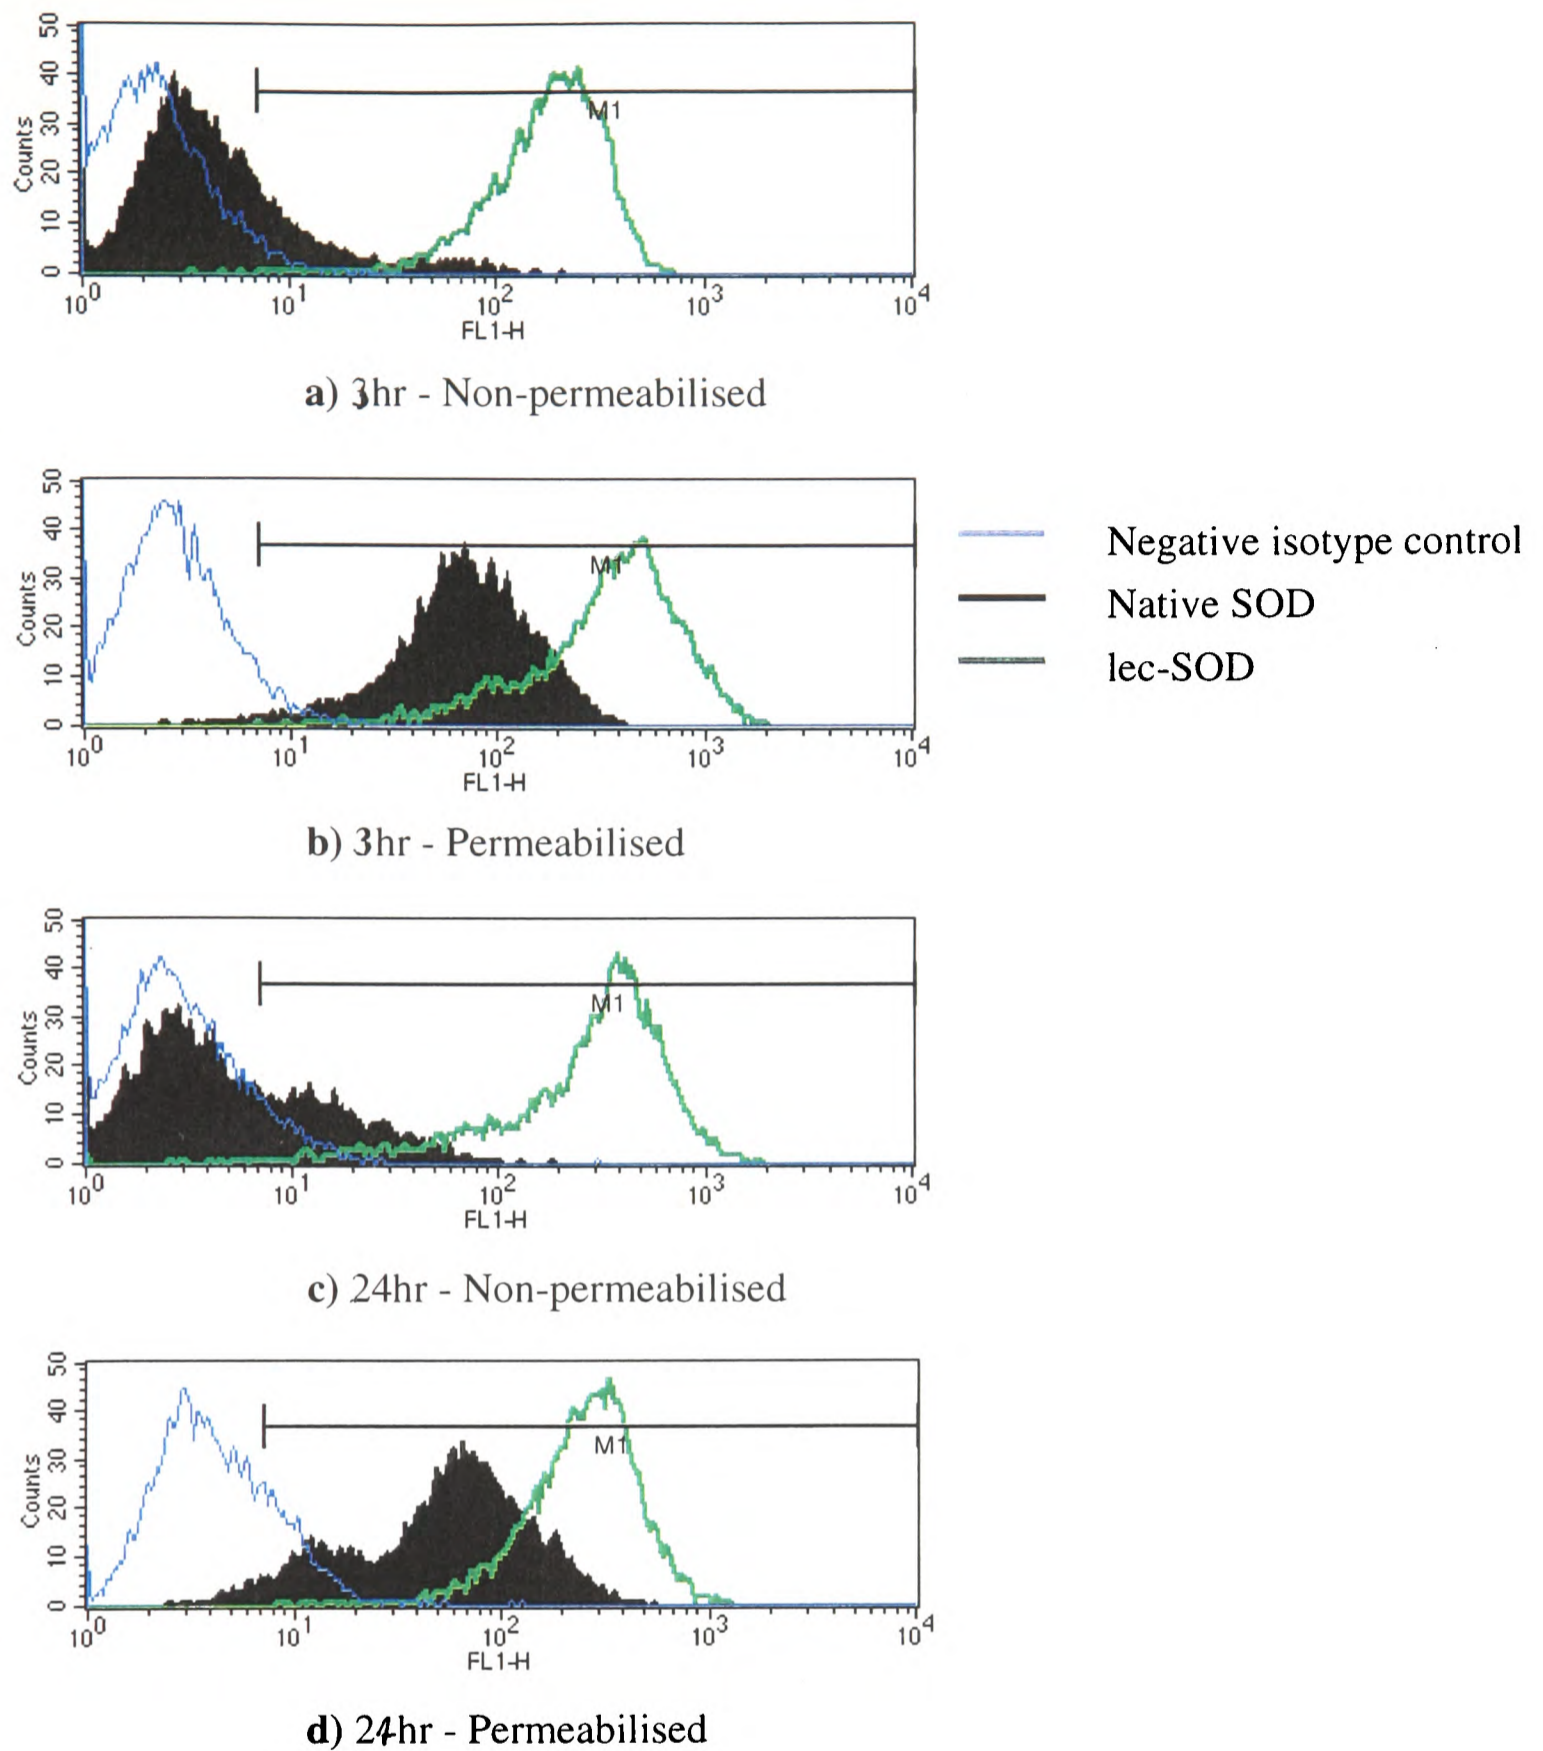 50
40
30
20
10
0
Counts
M1
10^0 10^1 10^2 10^3 10^4
FL1-H
a) 3hr - Non-permeabilised
50
40
30
20
10
0
Counts
M1
10^0 10^1 10^2 10^3 10^4
FL1-H
b) 3hr - Permeabilised
Negative isotype control
Native SOD
lec-SOD
50
40
30
20
10
0
Counts
M1
10^0 10^1 10^2 10^3 10^4
FL1-H
c) 24hr - Non-permeabilised
50
40
30
20
10
0
Counts
M1
10^0 10^1 10^2 10^3 10^4
FL1-H
d) 24hr - Permeabilised